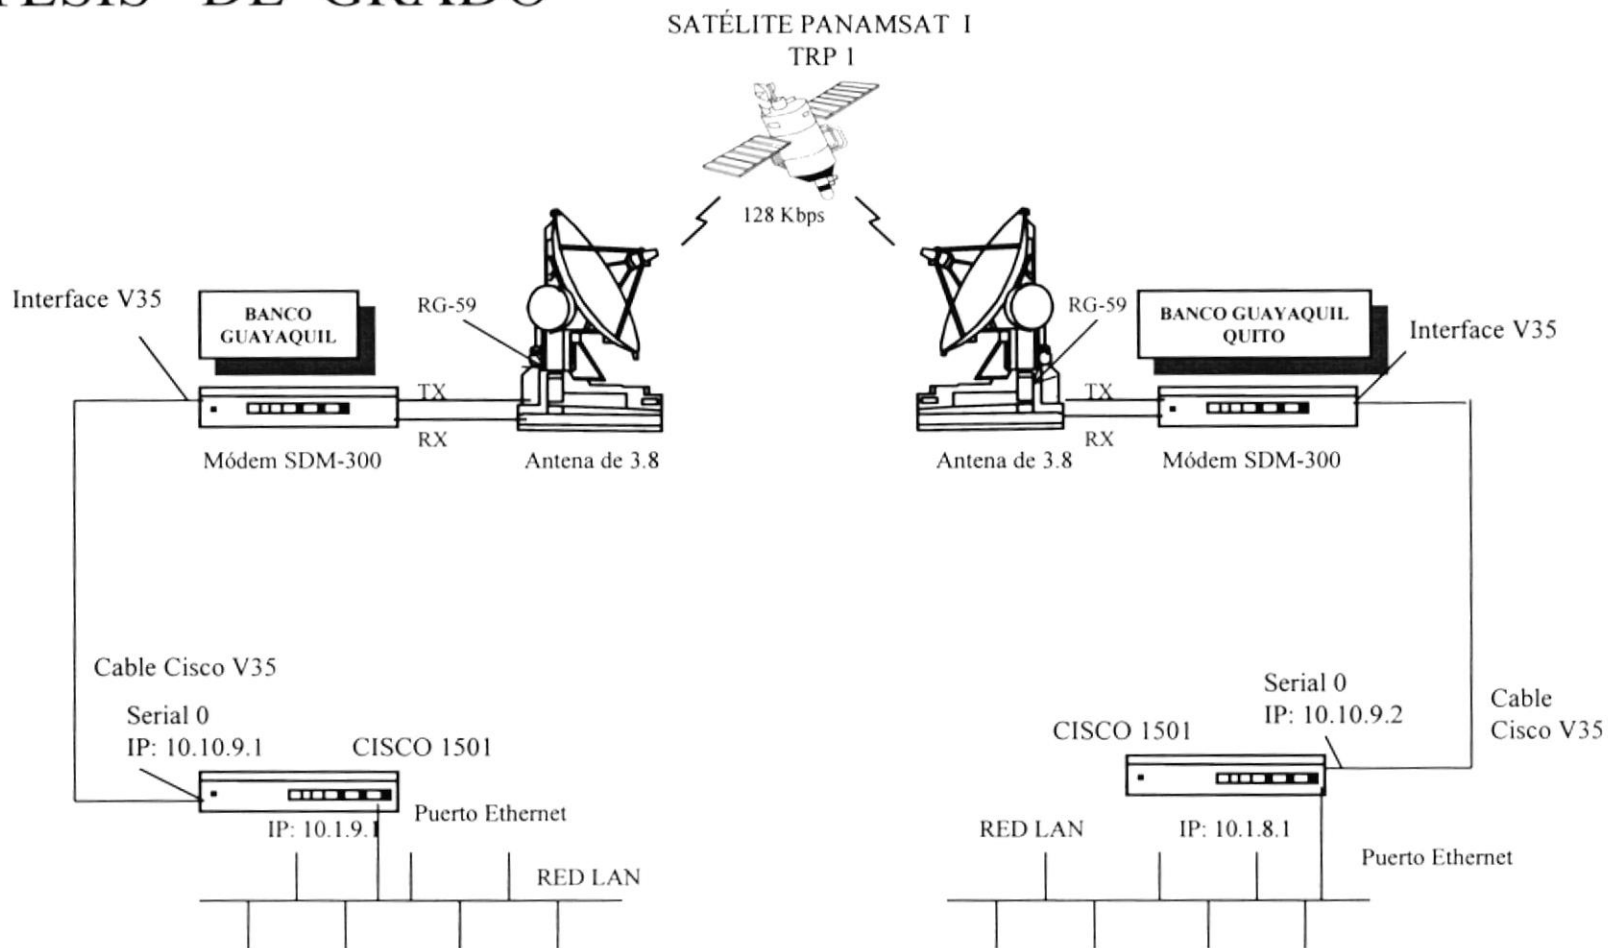 TESIS DE GRADO
SATÉLITE PANAMSAT I
TRP 1
128 Kbps
Interface V35
BANCO
GUAYAQUIL
RG-59
RG-59
BANCO GUAYAQUIL
QUITO
Interface V35
TX
RX
TX
RX
Módem SDM-300
Antena de 3.8
Antena de 3.8
Módem SDM-300
Cable Cisco V35
Serial 0
IP: 10.10.9.1
CISCO 1501
Serial 0
IP: 10.10.9.2
CISCO 1501
Cable
Cisco V35
IP: 10.1.9.1
Puerto Ethernet
RED LAN
RED LAN
IP: 10.1.8.1
Puerto Ethernet